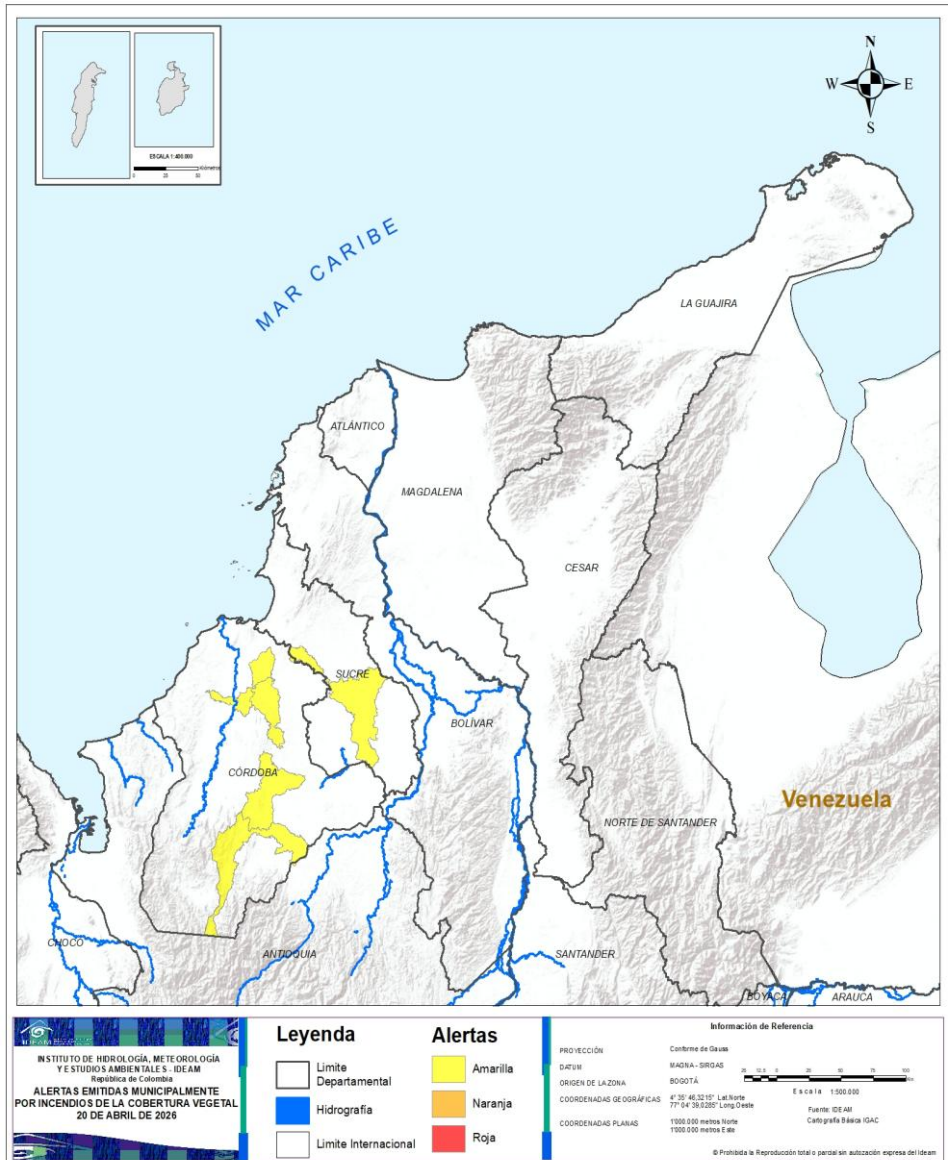 ESCALA 1:400.000
Kilómetros
N
W
E
S
MAR CARIBE
LA GUAJIRA
ATLÁNTICO
MAGDALENA
CESAR
SUCRE
BOLÍVAR
CÓRDOBA
Venezuela
NORTE DE SANTANDER
CHOCO
ANTIOQUIA
SANTANDER
BOYACÁ
ARAUCA
IDEAM
INSTITUTO DE HIDROLOGÍA, METEOROLOGÍA
Y ESTUDIOS AMBIENTALES - IDEAM
República de Colombia
ALERTAS EMITIDAS MUNICIPALMENTE
POR INCENDIOS DE LA COBERTURA VEGETAL
20 DE ABRIL DE 2026
Leyenda
Limite
Departamental
Hidrografía
Limite Internacional
Alertas
Amarilla
Naranja
Roja
Información de Referencia
PROYECCIÓN Conforme de Gauss
DATUM MAGNA - SIRGAS
ORIGEN DE LA ZONA BOGOTÁ
COORDENADAS GEOGRÁFICAS 4° 35' 46,3215" Lat.Norte
77° 04' 39,0285" Long.Oeste
COORDENADAS PLANAS 1'000.000 metros Norte
1'000.000 metros Este
Escala 1:500.000
Fuente: IDEAM
Cartografía Básica IGAC
© Prohibida la Reproducción total o parcial sin autozación expresa del Ideam